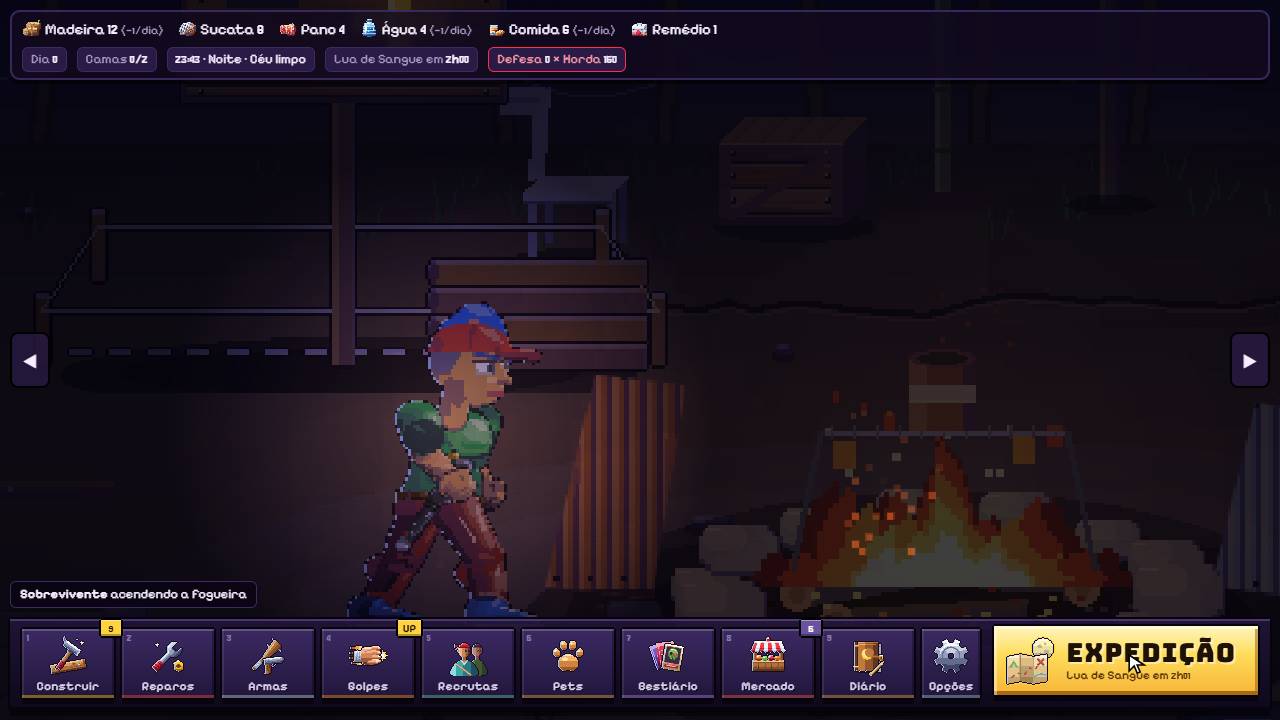 Madeira 12 (-1/dia) Sucata 8 Pano 4 Água 4 (-1/dia) Comida 6 (-1/dia) Remédio 1
Dia 0 Camas 0/2 23:43 · Noite · Céu limpo Lua de Sangue em 2h00 Defesa 0 × Horda 160
Sobrevivente acendendo a fogueira
9 UP 6
1 2 3 4 5 6 7 8 9
Construir Reparos Armas Golpes Recrutas Pets Bestiário Mercado Diário Opções
EXPEDIÇÃO
Lua de Sangue em 2h01